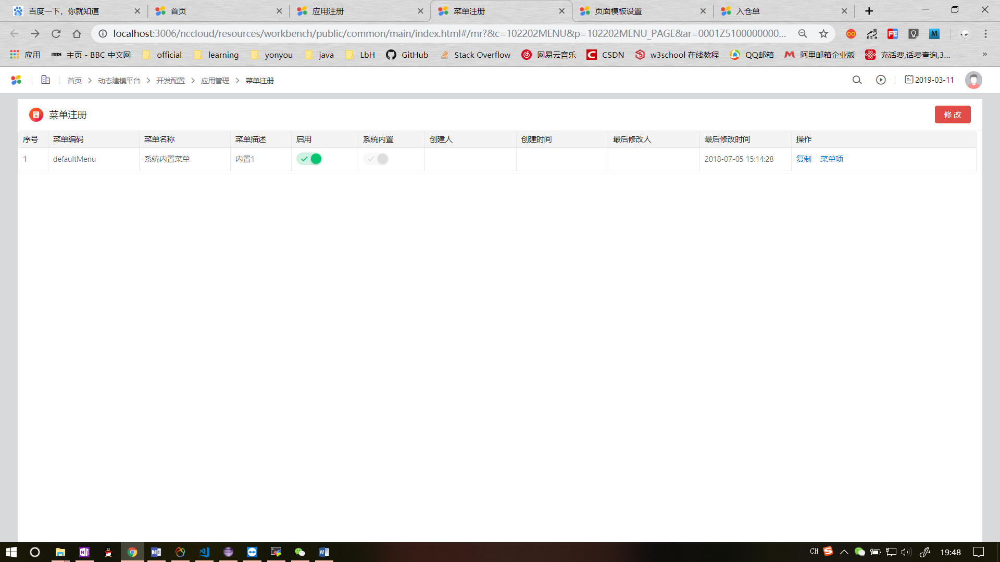 百度一下，你就知道 首页 应用注册 菜单注册 页面模板设置 入仓单
localhost:3006/nccloud/resources/workbench/public/common/main/index.html#/mr?&c=102202MENU&p=102202MENU_PAGE&ar=0001Z5100000000...
应用 主页 - BBC 中文网 official learning yonyou java LbH GitHub Stack Overflow 网易云音乐 CSDN w3school 在线教程 QQ邮箱 阿里邮箱企业版 充话费,话费查询,3... »
首页 > 动态建模平台 > 开发配置 > 应用管理 > 菜单注册 2019-03-11
菜单注册 修改
序号 菜单编码 菜单名称 菜单描述 启用 系统内置 创建人 创建时间 最后修改人 最后修改时间 操作
1 defaultMenu 系统内置菜单 内置1 2018-07-05 15:14:28 复制 菜单项
CH 19:48